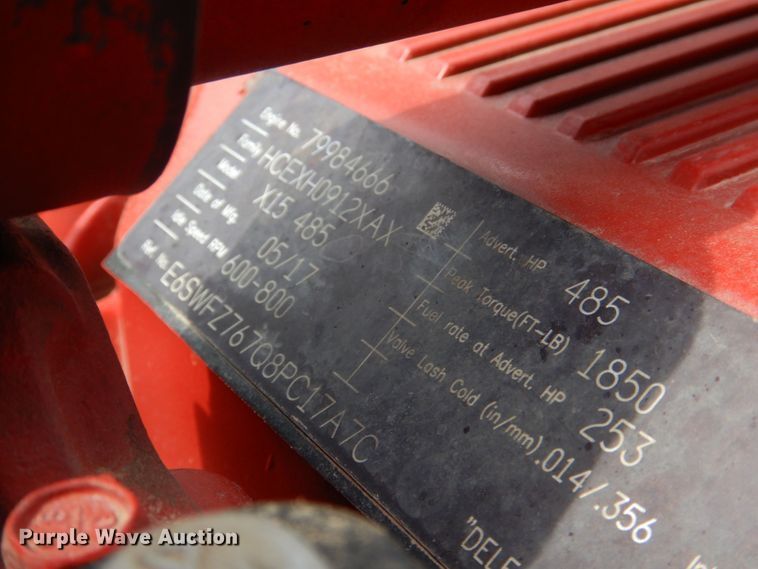 Engine No. 79984666
Family HCEXH0912XAX
Model X15 485
Date of Mfg. 05/17
Idle Speed RPM 600-800
Ref. No. E6SWFZ767Q8PC17A7C
Advert. HP 485
Peak Torque(FT-LB) 1850
Fuel rate at Advert. HP 253
Valve Lash Cold (in/mm) .014/.356
"DELE
Int
Purple Wave Auction